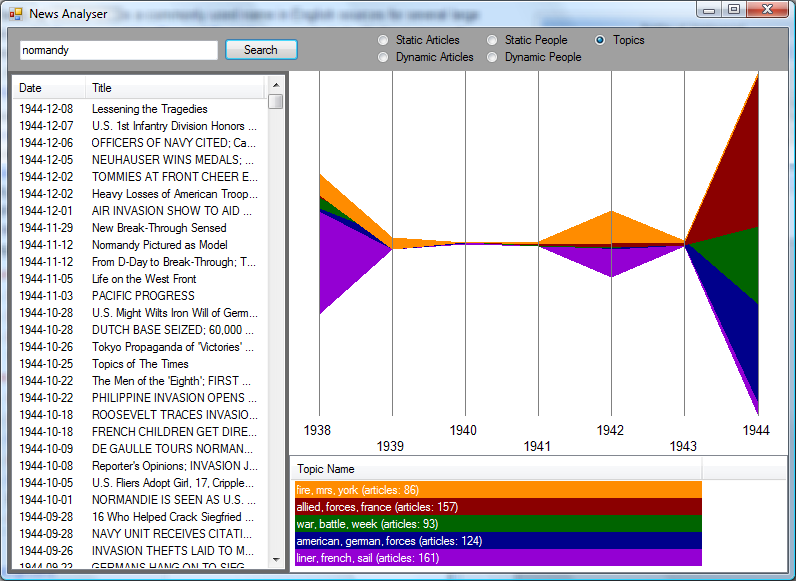 News Analyser
normandy
Search
Static Articles
Static People
Topics
Dynamic Articles
Dynamic People
Date Title
1944-12-08 Lessening the Tragedies
1944-12-07 U.S. 1st Infantry Division Honors ...
1944-12-06 OFFICERS OF NAVY CITED; Ca...
1944-12-05 NEUHAUSER WINS MEDALS; ...
1944-12-02 TOMMIES AT FRONT CHEER E...
1944-12-02 Heavy Losses of American Troop...
1944-12-01 AIR INVASION SHOW TO AID ...
1944-11-29 New Break-Through Sensed
1944-11-12 Normandy Pictured as Model
1944-11-12 From D-Day to Break-Through; T...
1944-11-05 Life on the West Front
1944-11-03 PACIFIC PROGRESS
1944-10-28 U.S. Might Wilts Iron Will of Germ...
1944-10-28 DUTCH BASE SEIZED; 60,000 ...
1944-10-26 Tokyo Propaganda of 'Victories' ...
1944-10-25 Topics of The Times
1944-10-22 The Men of the 'Eighth'; FIRST ...
1944-10-22 PHILIPPINE INVASION OPENS ...
1944-10-18 ROOSEVELT TRACES INVASIO...
1944-10-18 FRENCH CHILDREN GET DIRE...
1944-10-09 DE GAULLE TOURS NORMAN...
1944-10-08 Reporter's Opinions; INVASION J...
1944-10-05 U.S. Fliers Adopt Girl, 17, Cripple...
1944-10-01 NORMANDIE IS SEEN AS U.S. ...
1944-09-28 16 Who Helped Crack Siegfried ...
1944-09-28 NAVY UNIT RECEIVES CITATI...
1944-09-26 INVASION THEFTS LAID TO M...
1944-09-22 GERMANS HANG ON TO SIEG...
1938
1939
1940
1941
1942
1943
1944
Topic Name
fire, mrs, york (articles: 86)
allied, forces, france (articles: 157)
war, battle, week (articles: 93)
american, german, forces (articles: 124)
liner, french, sail (articles: 161)